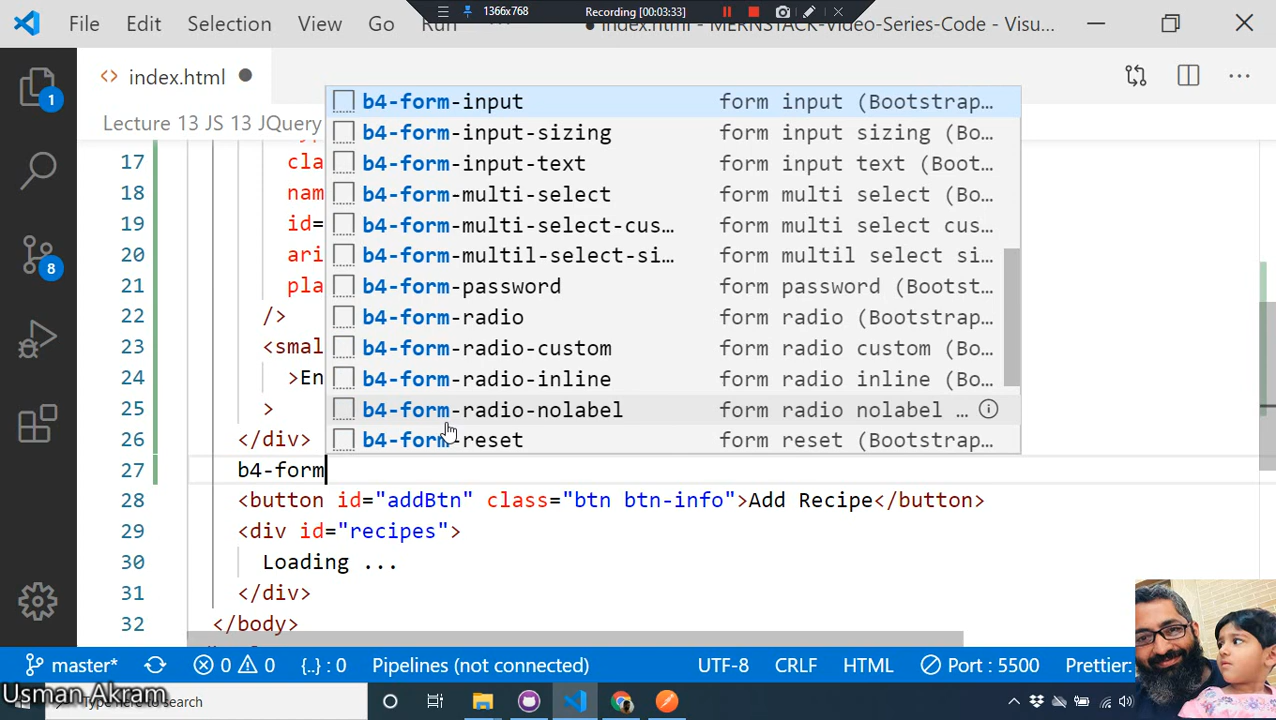 File Edit Selection View Go Run
1366x768 Recording [00:03:33]
index.html - MERNSTACK-Video-Series-Code - Visu...
index.html
Lecture 13 JS 13 JQuery
1
8
b4-form-input form input (Bootstrap…
b4-form-input-sizing form input sizing (Bo…
b4-form-input-text form input text (Boot…
b4-form-multi-select form multi select (Bo…
b4-form-multi-select-cus… form multi select cus…
b4-form-multil-select-si… form multil select si…
b4-form-password form password (Bootst…
b4-form-radio form radio (Bootstrap…
b4-form-radio-custom form radio custom (Bo…
b4-form-radio-inline form radio inline (Bo…
b4-form-radio-nolabel form radio nolabel …
b4-form-reset form reset (Bootstrap…
17 cla
18 nam
19 id=
20 ari
21 pla
22 />
23 <smal
24 >En
25 >
26 </div>
27 b4-form
28 <button id="addBtn" class="btn btn-info">Add Recipe</button>
29 <div id="recipes">
30 Loading ...
31 </div>
32 </body>
master* 0 0 {..} : 0 Pipelines (not connected) UTF-8 CRLF HTML Port : 5500 Prettier:
Usman Akram
Type here to search